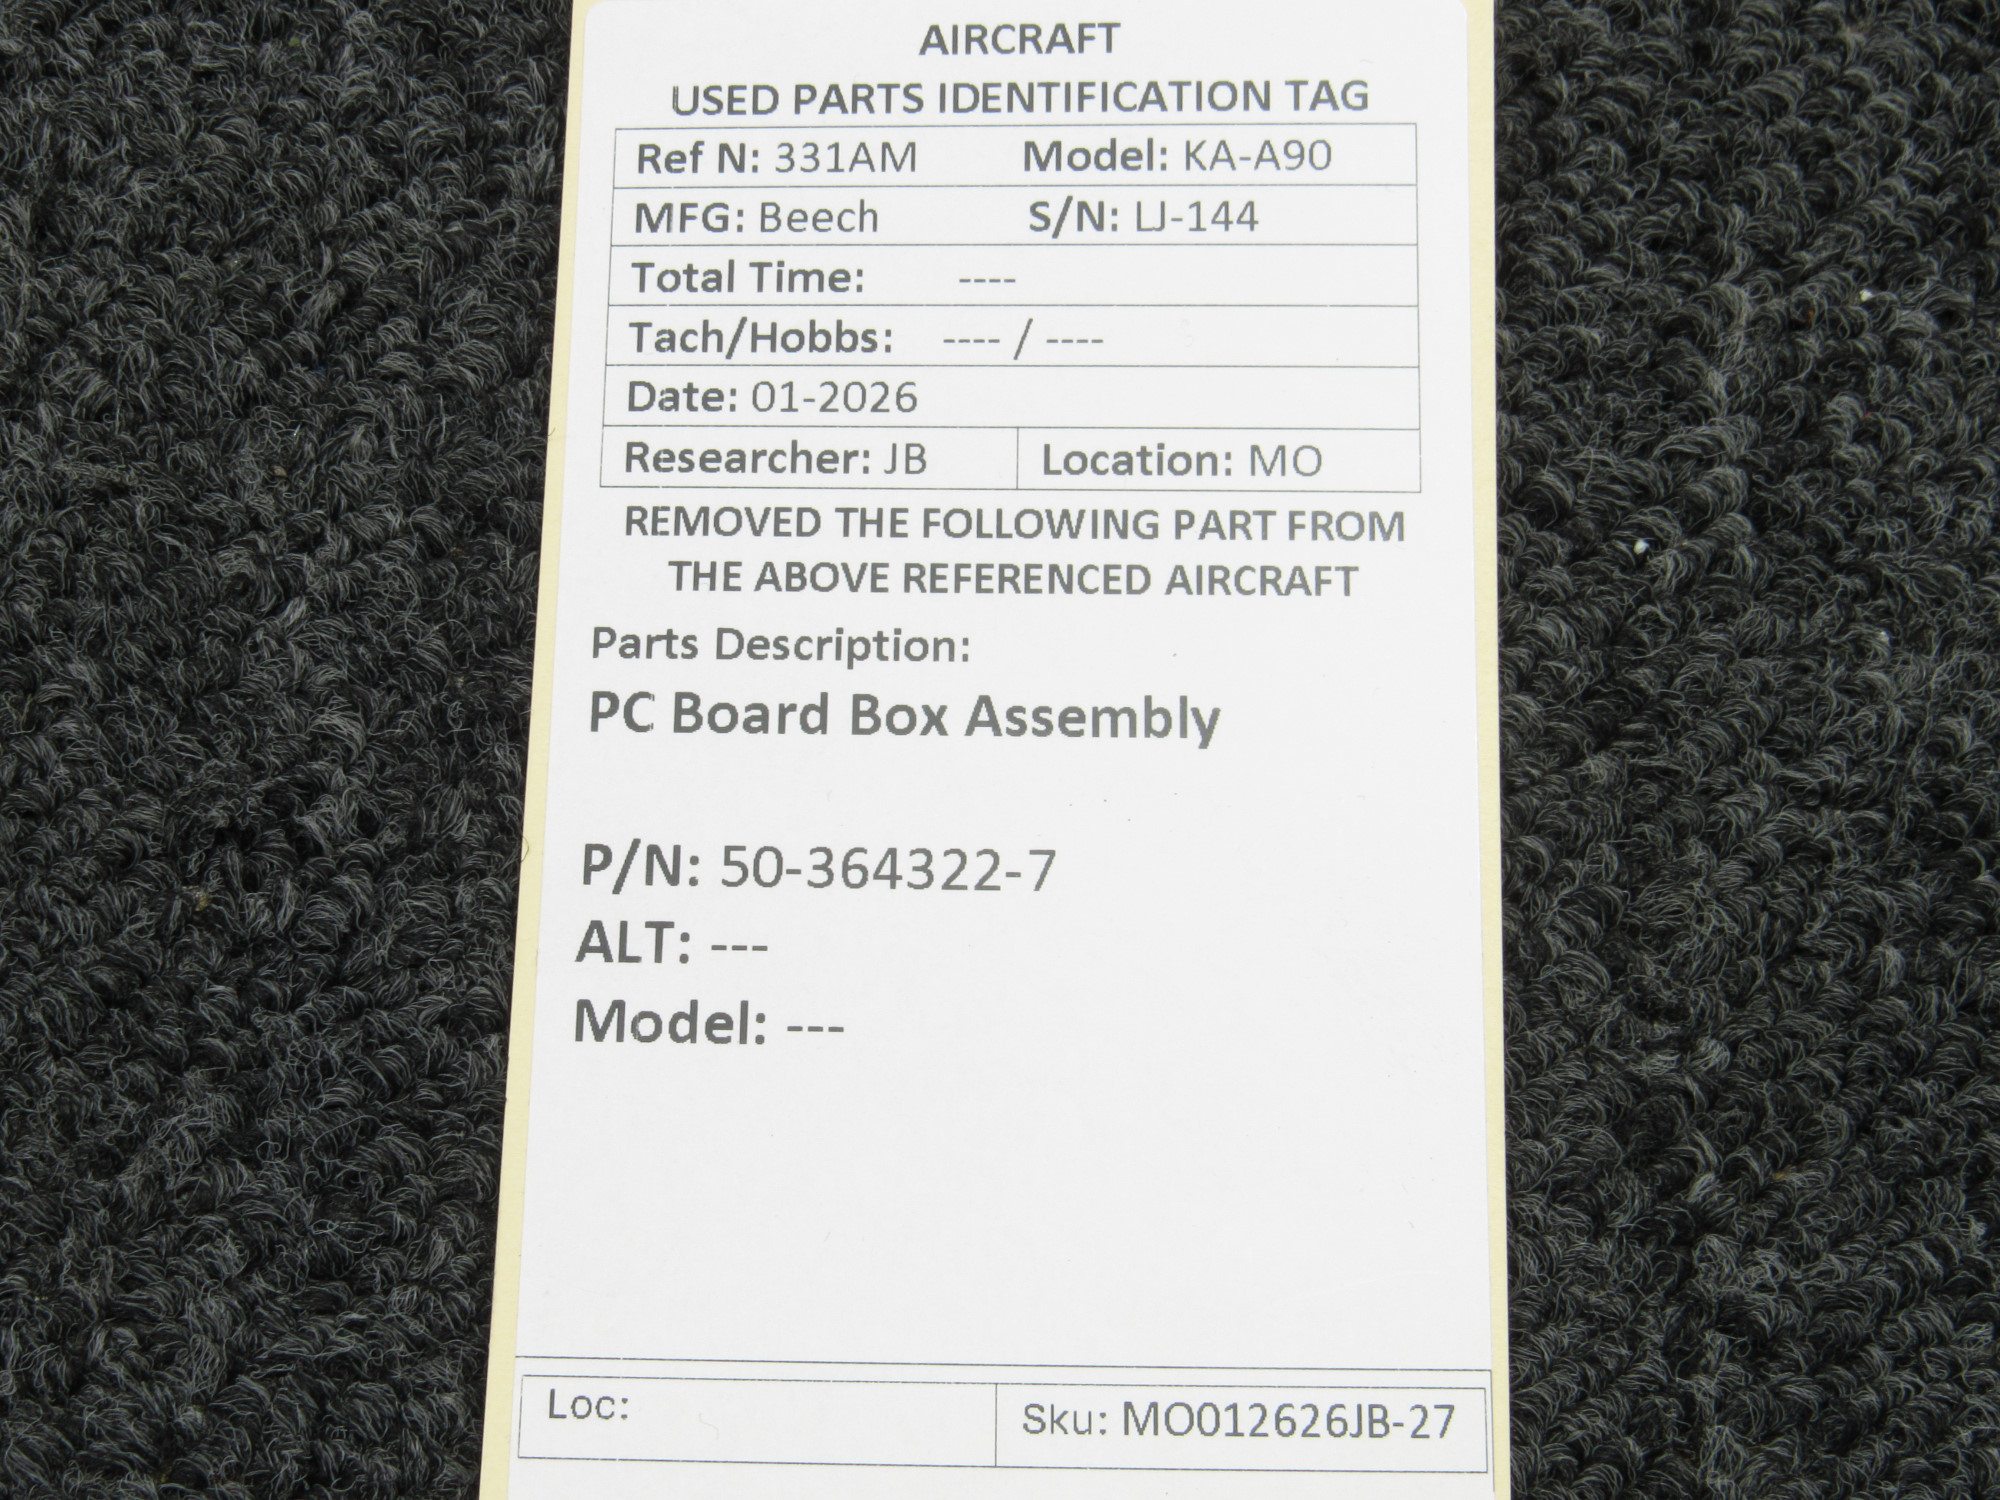 AIRCRAFT
USED PARTS IDENTIFICATION TAG
Ref N: 331AM Model: KA-A90
MFG: Beech S/N: LJ-144
Total Time: ----
Tach/Hobbs: ---- / ----
Date: 01-2026
Researcher: JB Location: MO
REMOVED THE FOLLOWING PART FROM
THE ABOVE REFERENCED AIRCRAFT
Parts Description:
PC Board Box Assembly
P/N: 50-364322-7
ALT: ---
Model: ---
Loc: Sku: MO012626JB-27